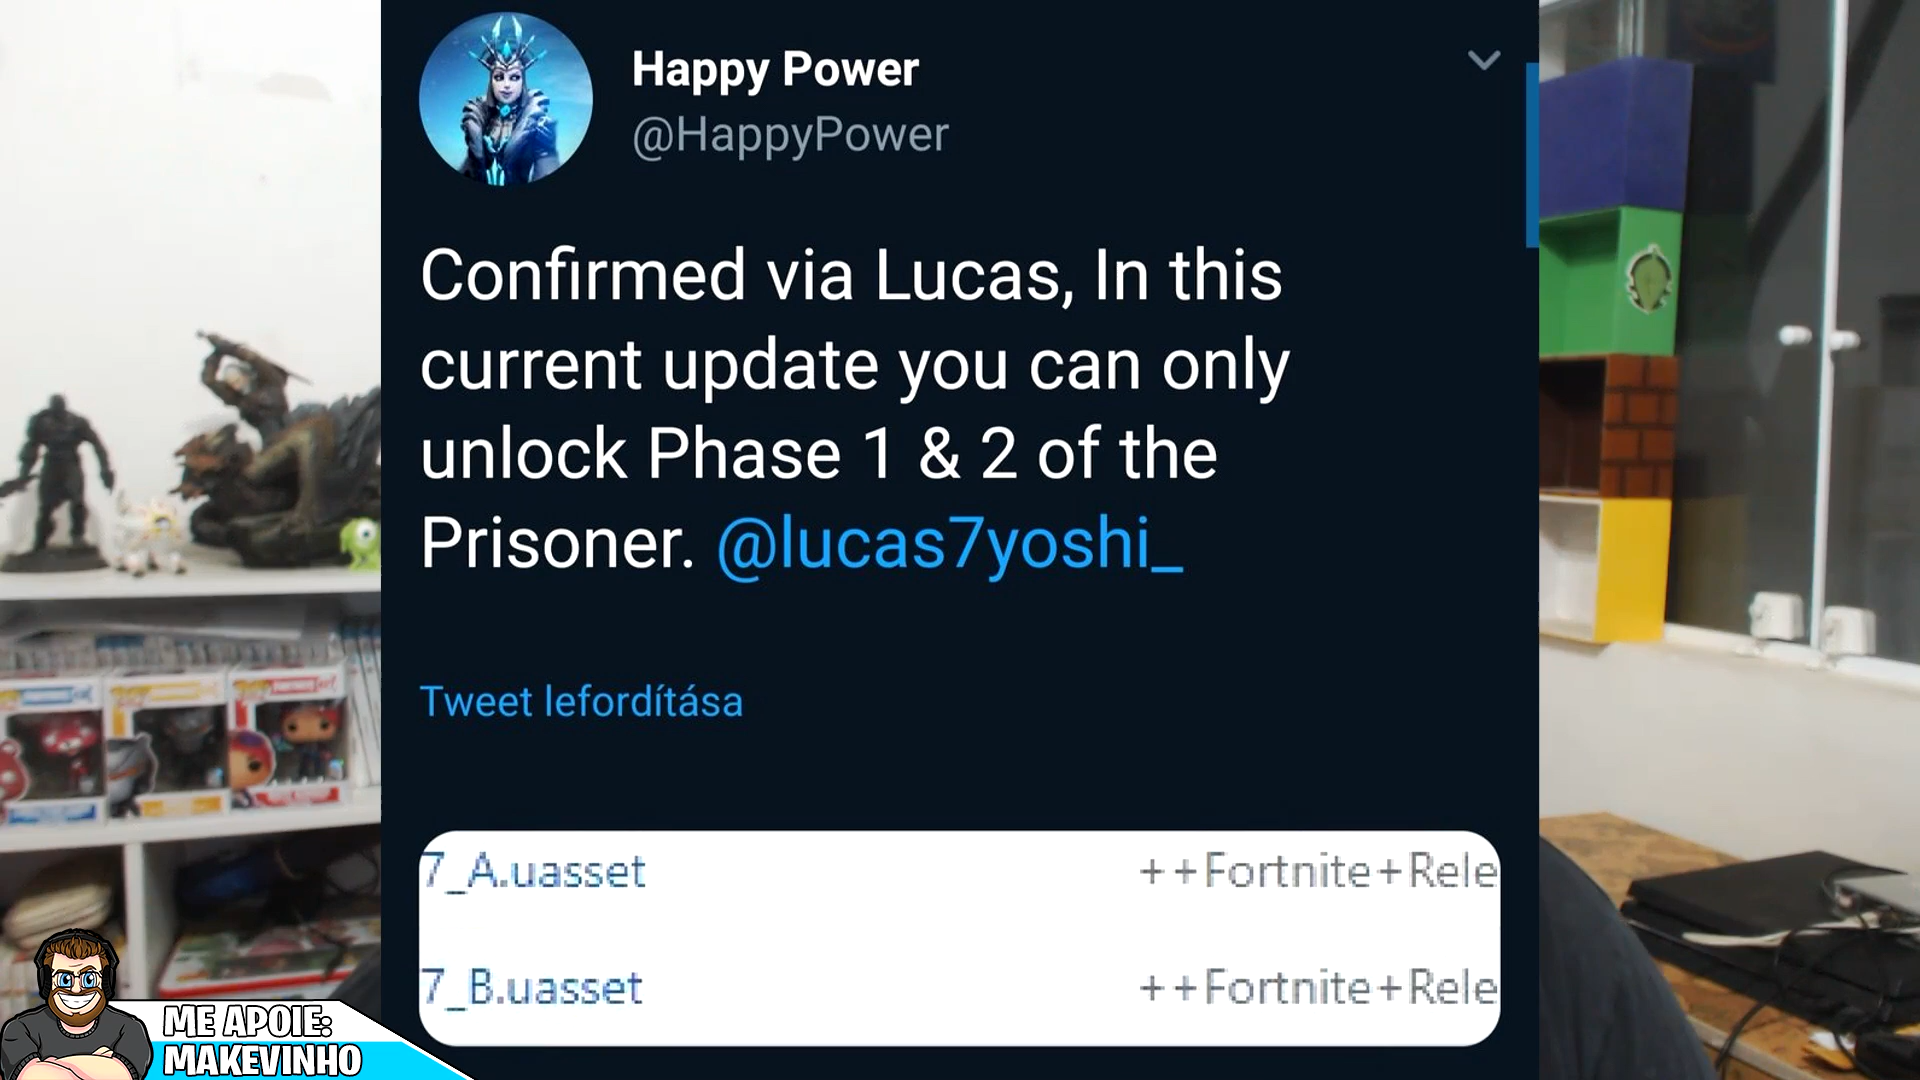 Happy Power
@HappyPower
Confirmed via Lucas, In this
current update you can only
unlock Phase 1 & 2 of the
Prisoner. @lucas7yoshi_
Tweet lefordítása
7_A.uasset ++Fortnite+Rele
7_B.uasset ++Fortnite+Rele
ME APOIE:
MAKEVINHO